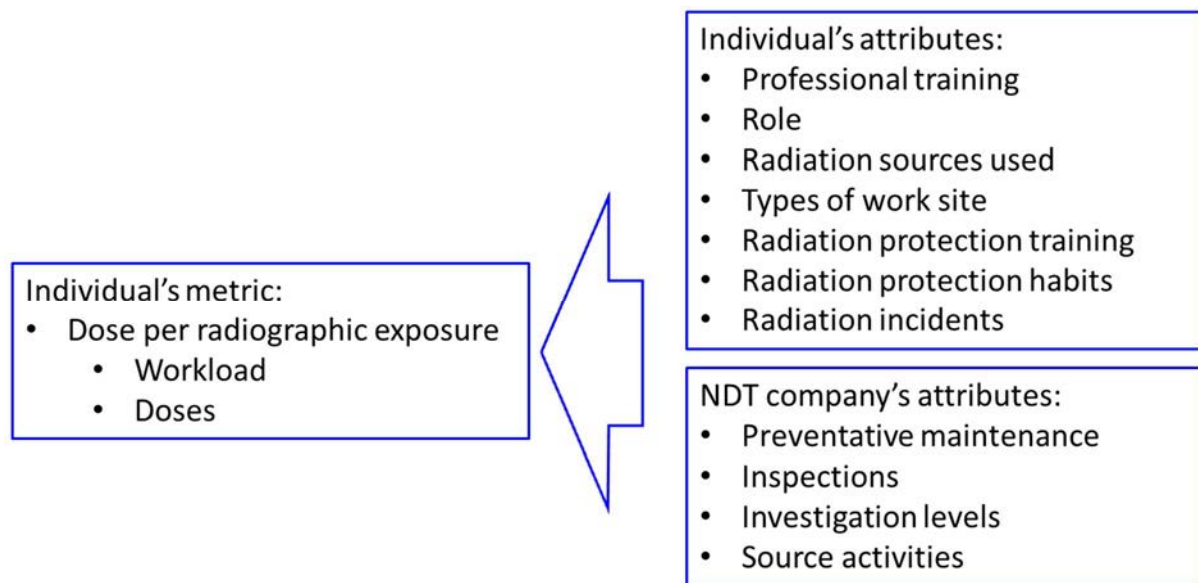 Individual's metric:
• Dose per radiographic exposure
• Workload
• Doses
Individual's attributes:
• Professional training
• Role
• Radiation sources used
• Types of work site
• Radiation protection training
• Radiation protection habits
• Radiation incidents
NDT company's attributes:
• Preventative maintenance
• Inspections
• Investigation levels
• Source activities